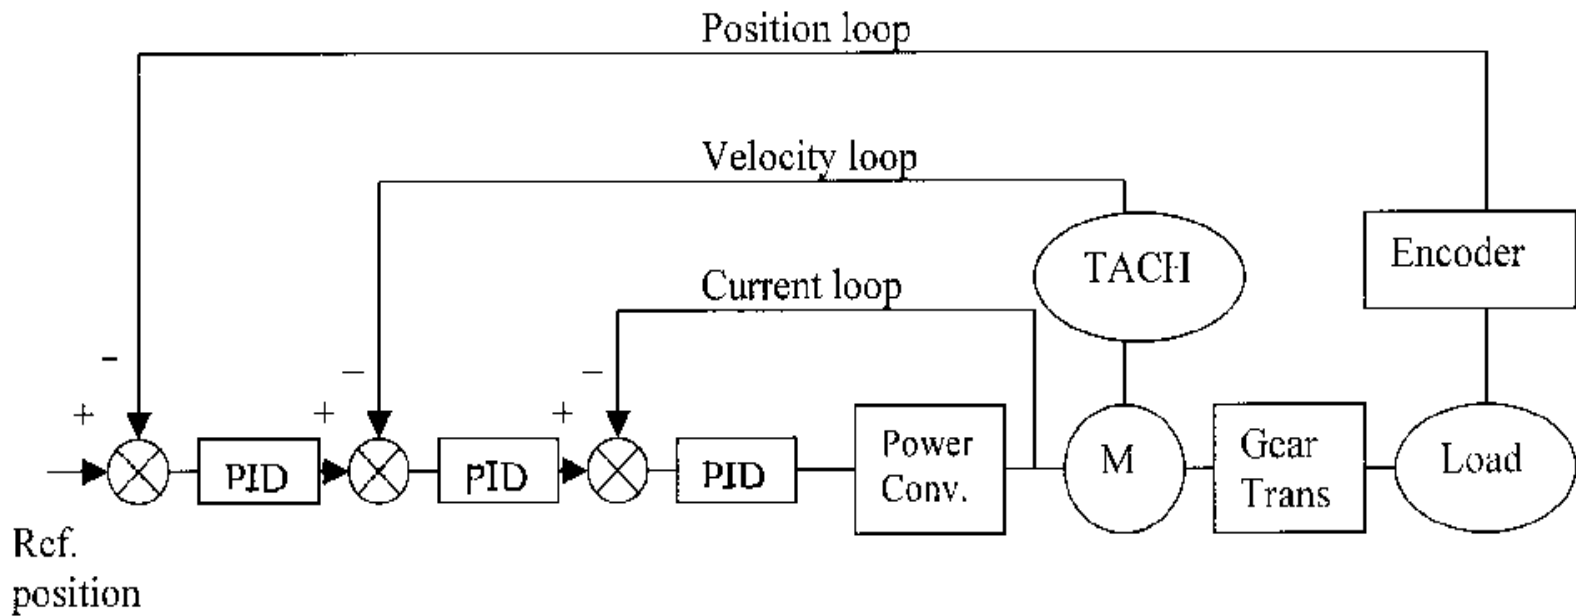 Position loop
Velocity loop
TACH
Encoder
Current loop
-
-
-
+
+
+
PID
PID
PID
Power
Conv.
M
Gear
Trans
Load
Ref.
position